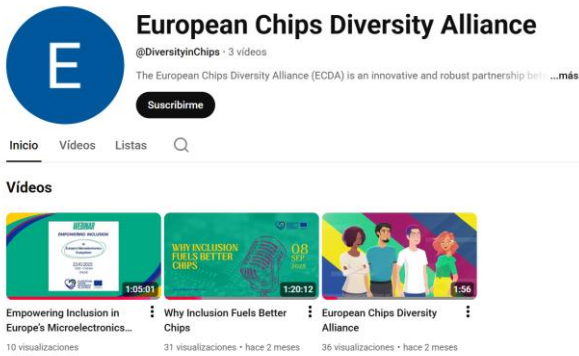 E
European Chips Diversity Alliance
@DiversityinChips · 3 vídeos
The European Chips Diversity Alliance (ECDA) is an innovative and robust partnership ...más
Suscribirme
Inicio Vídeos Listas
Vídeos
WEBINAR
EMPOWERING INCLUSION
1:05:01
WHY INCLUSION
FUELS BETTER
CHIPS
08
SEP
1:20:12
1:56
Empowering Inclusion in
Europe's Microelectronics...
10 visualizaciones
Why Inclusion Fuels Better
Chips
31 visualizaciones • hace 2 meses
European Chips Diversity
Alliance
36 visualizaciones • hace 2 meses